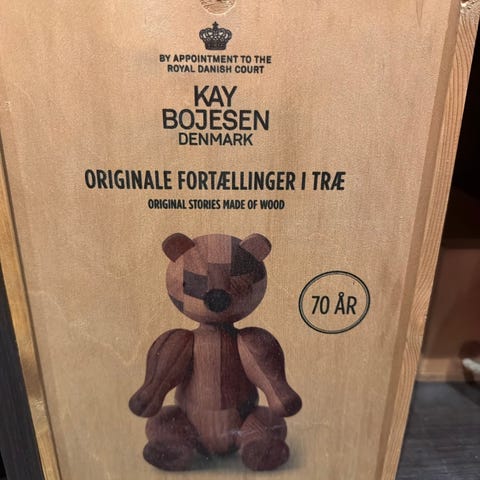 BY APPOINTMENT TO THE
ROYAL DANISH COURT
KAY
BOJESEN
DENMARK
ORIGINALE FORTÆLLINGER I TRÆ
ORIGINAL STORIES MADE OF WOOD
70 ÅR